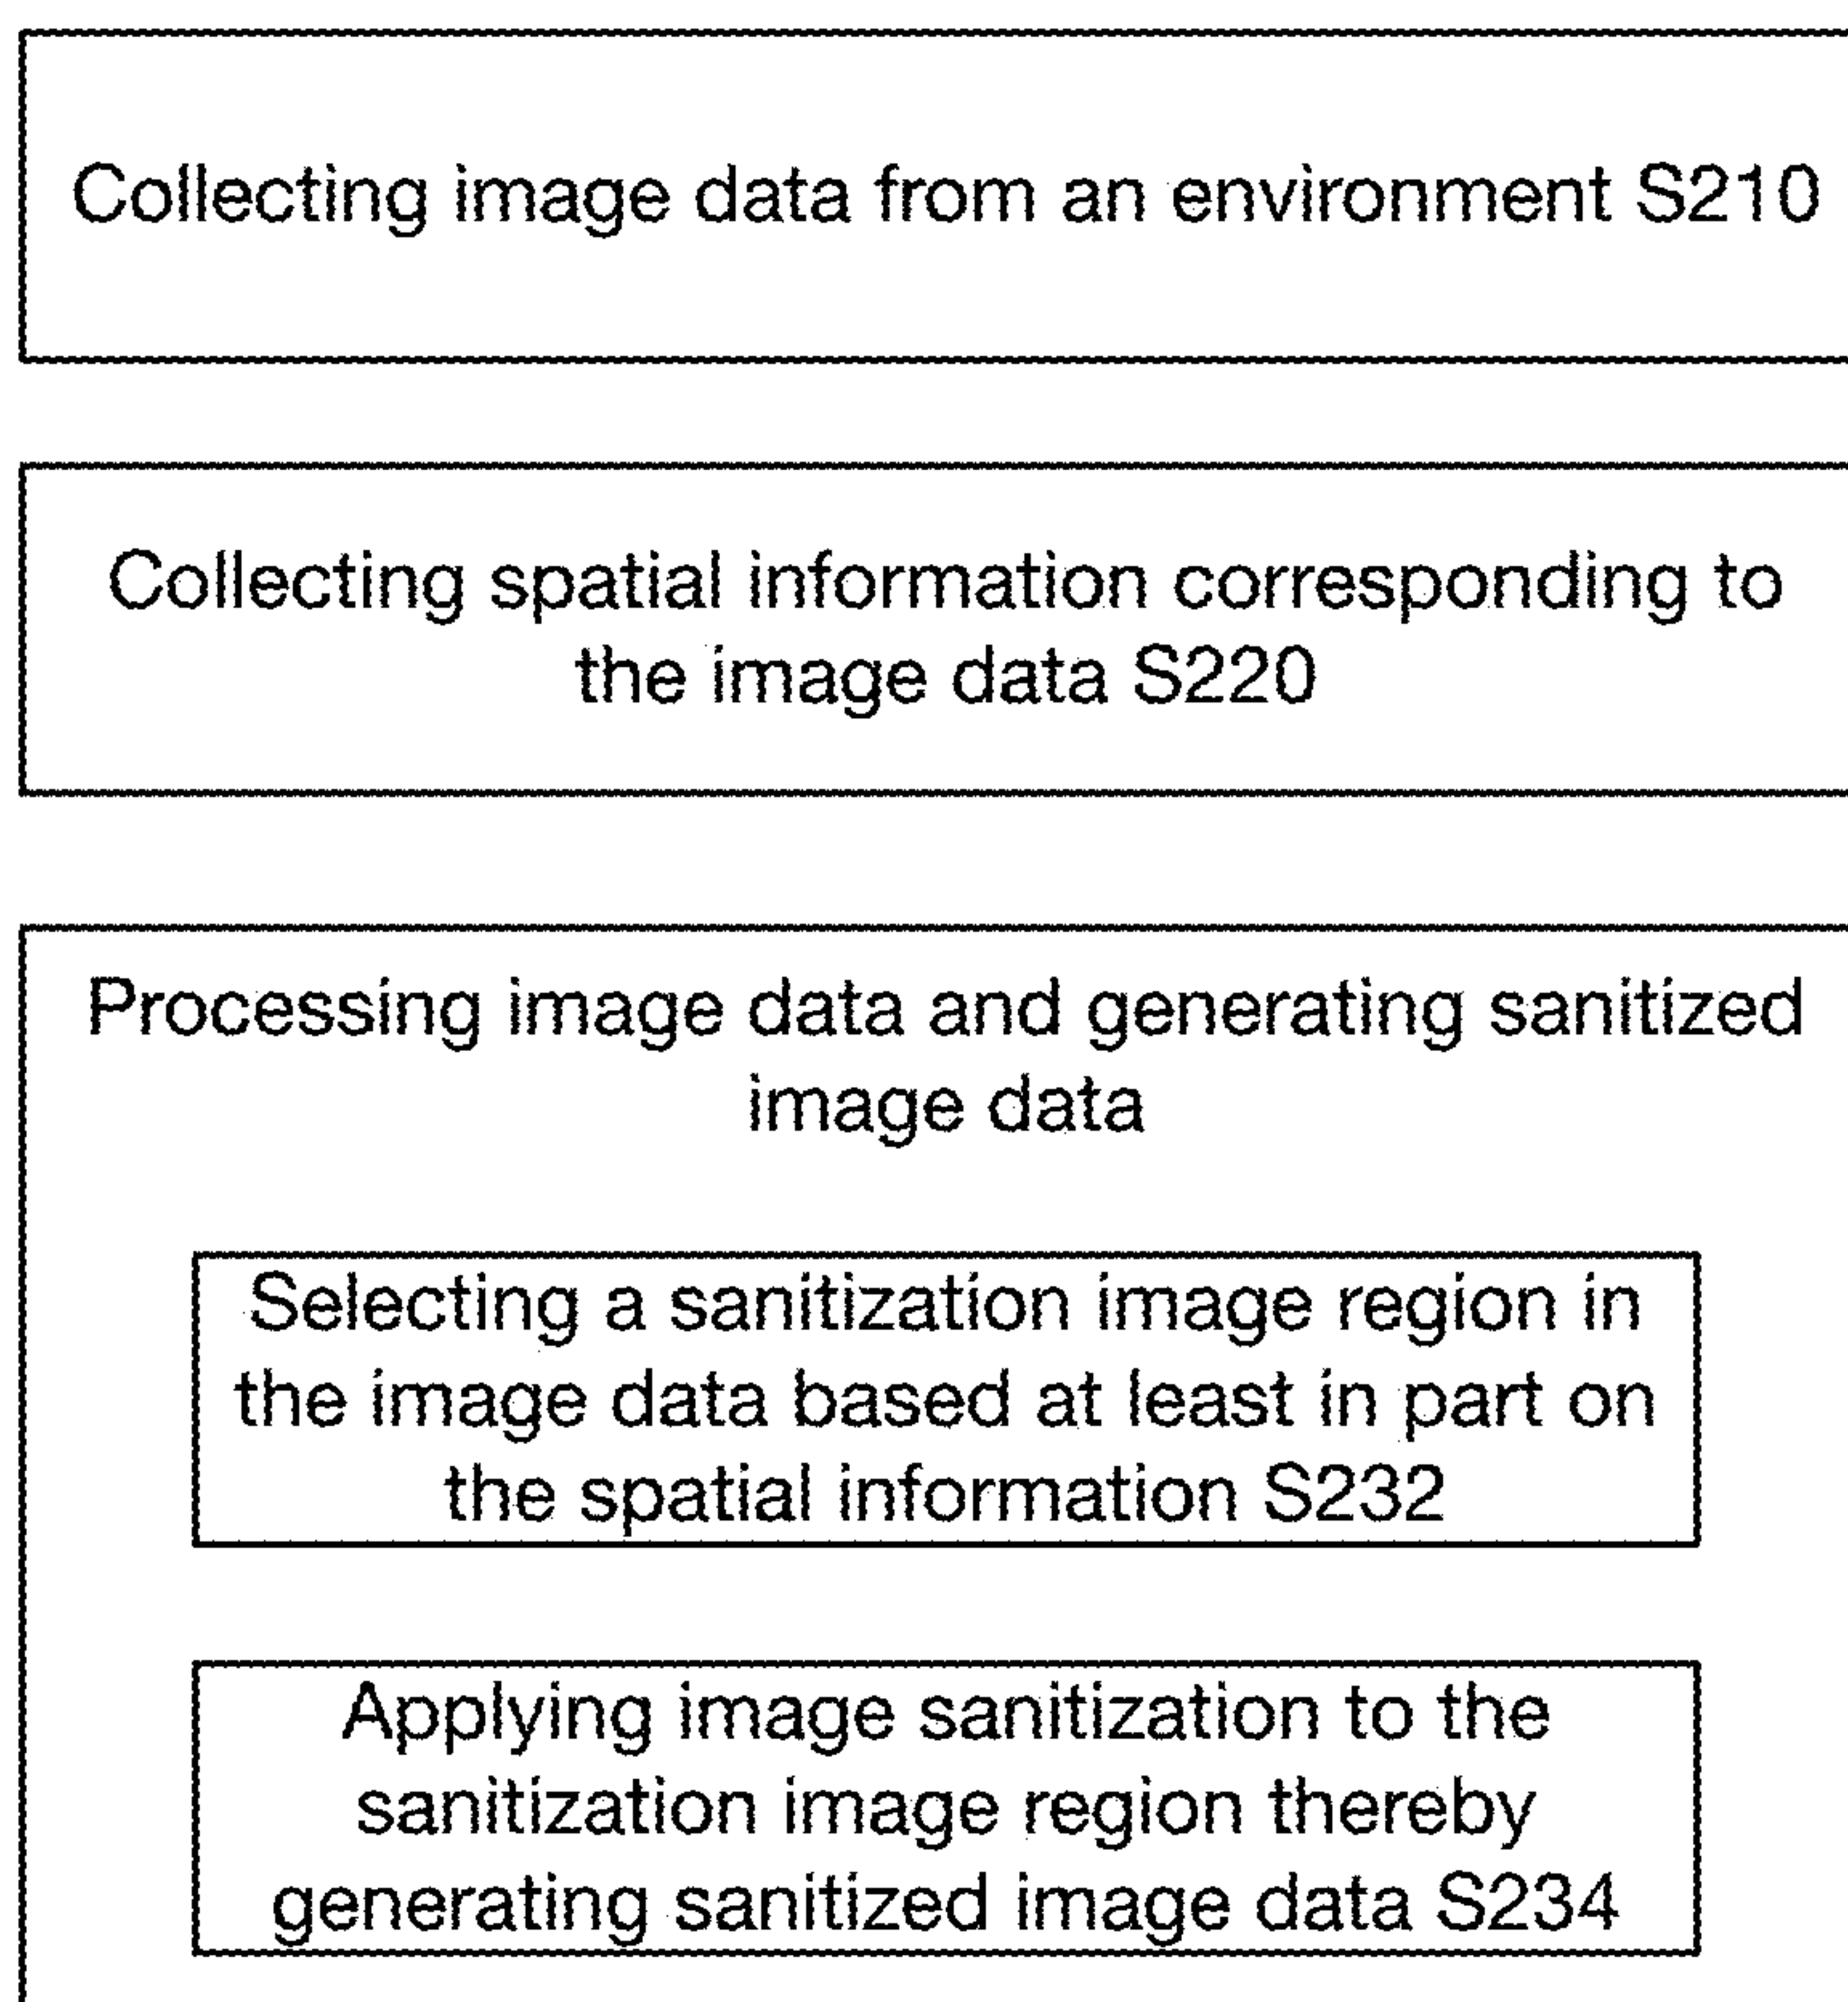 Collecting image data from an environment S210
Collecting spatial information corresponding to
the image data S220
Processing image data and generating sanitized
image data
Selecting a sanitization image region in
the image data based at least in part on
the spatial information S232
Applying image sanitization to the
sanitization image region thereby
generating sanitized image data S234